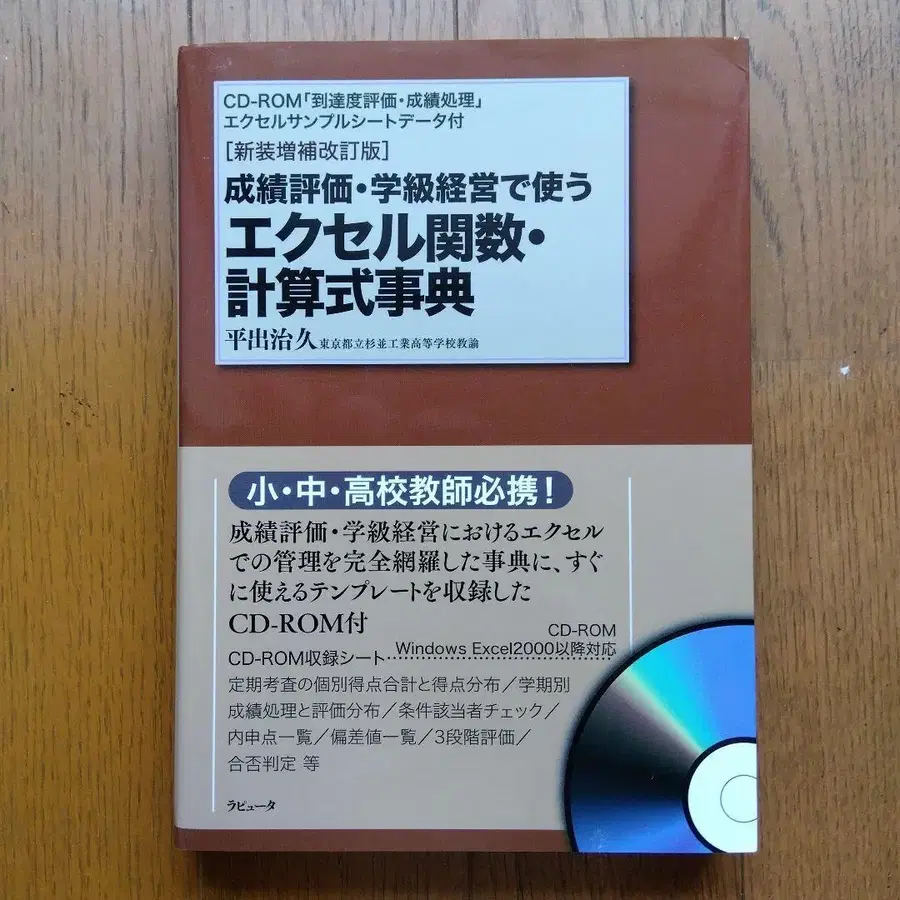 CD-ROM「到達度評価・成績処理」
エクセルサンプルシートデータ付
［新装増補改訂版］
成績評価・学級経営で使う
エクセル関数・
計算式事典
平出治久 東京都立杉並工業高等学校教諭
小・中・高校教師必携！
成績評価・学級経営におけるエクセル
での管理を完全網羅した事典に、すぐ
に使えるテンプレートを収録した
CD-ROM付
CD-ROM
Windows Excel2000以降対応
CD-ROM収録シート
定期考査の個別得点合計と得点分布／学期別
成績処理と評価分布／条件該当者チェック／
内申点一覧／偏差値一覧／3段階評価／
合否判定 等
ラピュータ